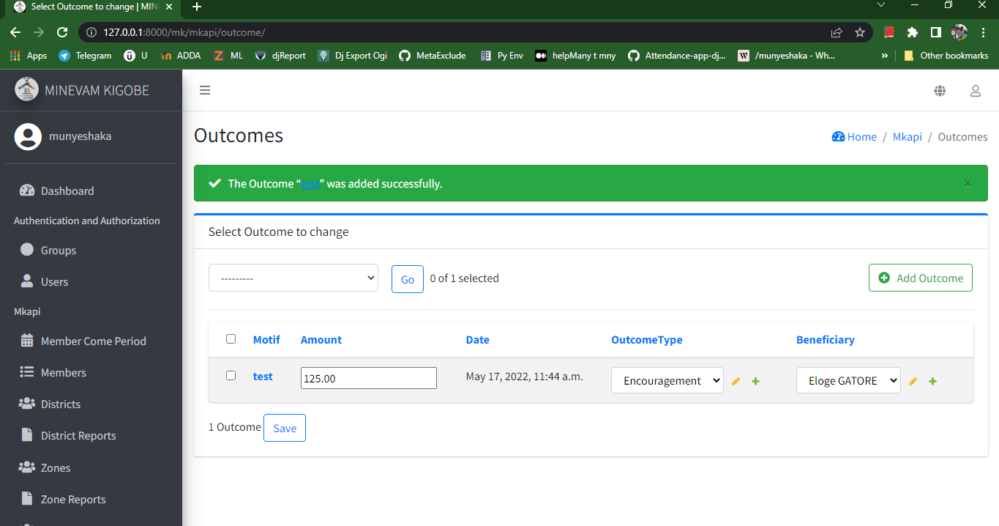 Select Outcome to change | MIN
127.0.0.1:8000/mk/mkapi/outcome/
Apps Telegram U ADDA ML djReport Dj Export Ogi MetaExclude Py Env helpMany t mny Attendance-app-dj... /munyeshaka - Wh... » Other bookmarks
MINEVAM KIGOBE
munyeshaka
Dashboard
Authentication and Authorization
Groups
Users
Mkapi
Member Come Period
Members
Districts
District Reports
Zones
Zone Reports
Outcomes
Home / Mkapi / Outcomes
The Outcome “test” was added successfully. ×
Select Outcome to change
--------- Go 0 of 1 selected Add Outcome
Motif Amount Date OutcomeType Beneficiary
test 125.00 May 17, 2022, 11:44 a.m. Encouragement Eloge GATORE
1 Outcome Save